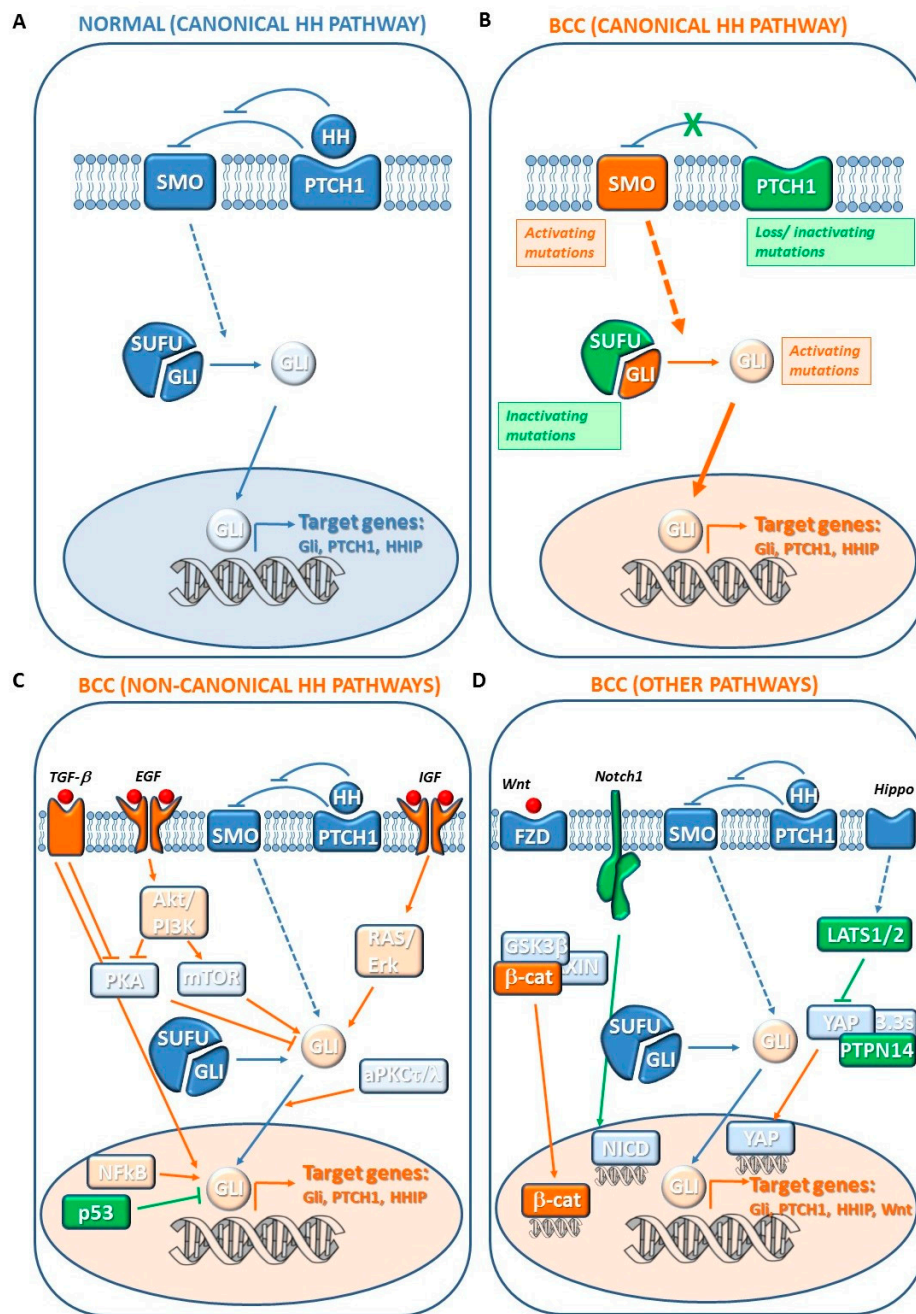 A
NORMAL (CANONICAL HH PATHWAY)
HH
SMO
PTCH1
SUFU
GLI
GLI
GLI
Target genes:
Gli, PTCH1, HHIP
B
BCC (CANONICAL HH PATHWAY)
X
SMO
PTCH1
Activating
mutations
Loss/ inactivating
mutations
SUFU
GLI
GLI
Activating
mutations
Inactivating
mutations
GLI
Target genes:
Gli, PTCH1, HHIP
C
BCC (NON-CANONICAL HH PATHWAYS)
TGF-β
EGF
IGF
HH
SMO
PTCH1
Akt/
PI3K
RAS/
Erk
PKA
mTOR
SUFU
GLI
GLI
aPKCτ/λ
NFkB
GLI
p53
Target genes:
Gli, PTCH1, HHIP
D
BCC (OTHER PATHWAYS)
Wnt
Notch1
Hippo
HH
FZD
SMO
PTCH1
LATS1/2
GSK3β
XIN
β-cat
YAP
3.3s
PTPN14
SUFU
GLI
GLI
NICD
YAP
β-cat
GLI
Target genes:
Gli, PTCH1, HHIP, Wnt